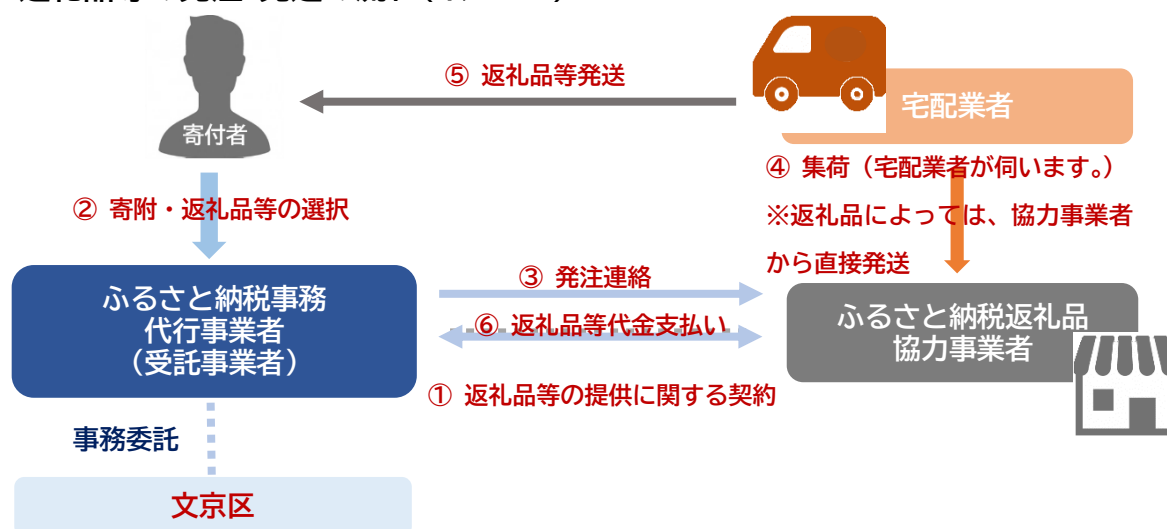 ⑤ 返礼品等発送
寄付者
宅配業者
④ 集荷(宅配業者が伺います。)
※返礼品によっては、協力事業者
から直接発送
② 寄附・返礼品等の選択
ふるさと納税事務
代行事業者
(受託事業者)
③ 発注連絡
⑥ 返礼品等代金支払い
① 返礼品等の提供に関する契約
ふるさと納税返礼品
協力事業者
事務委託
文京区